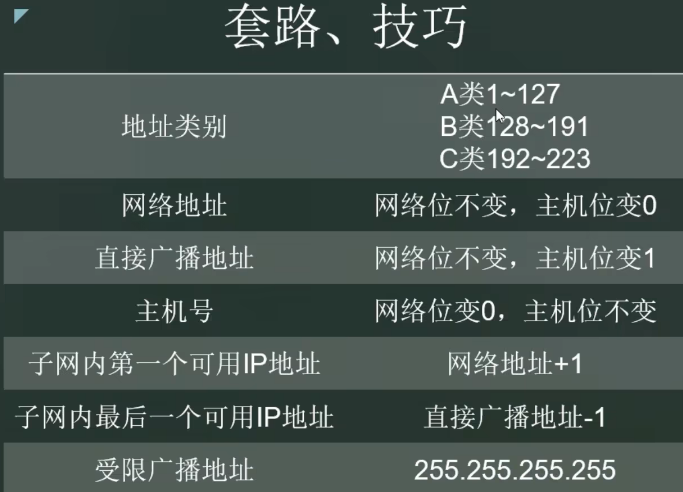 套路、技巧
地址类别
A类1~127
B类128~191
C类192~223
网络地址
网络位不变，主机位变0
直接广播地址
网络位不变，主机位变1
主机号
网络位变0，主机位不变
子网内第一个可用IP地址
网络地址+1
子网内最后一个可用IP地址
直接广播地址-1
受限广播地址
255.255.255.255